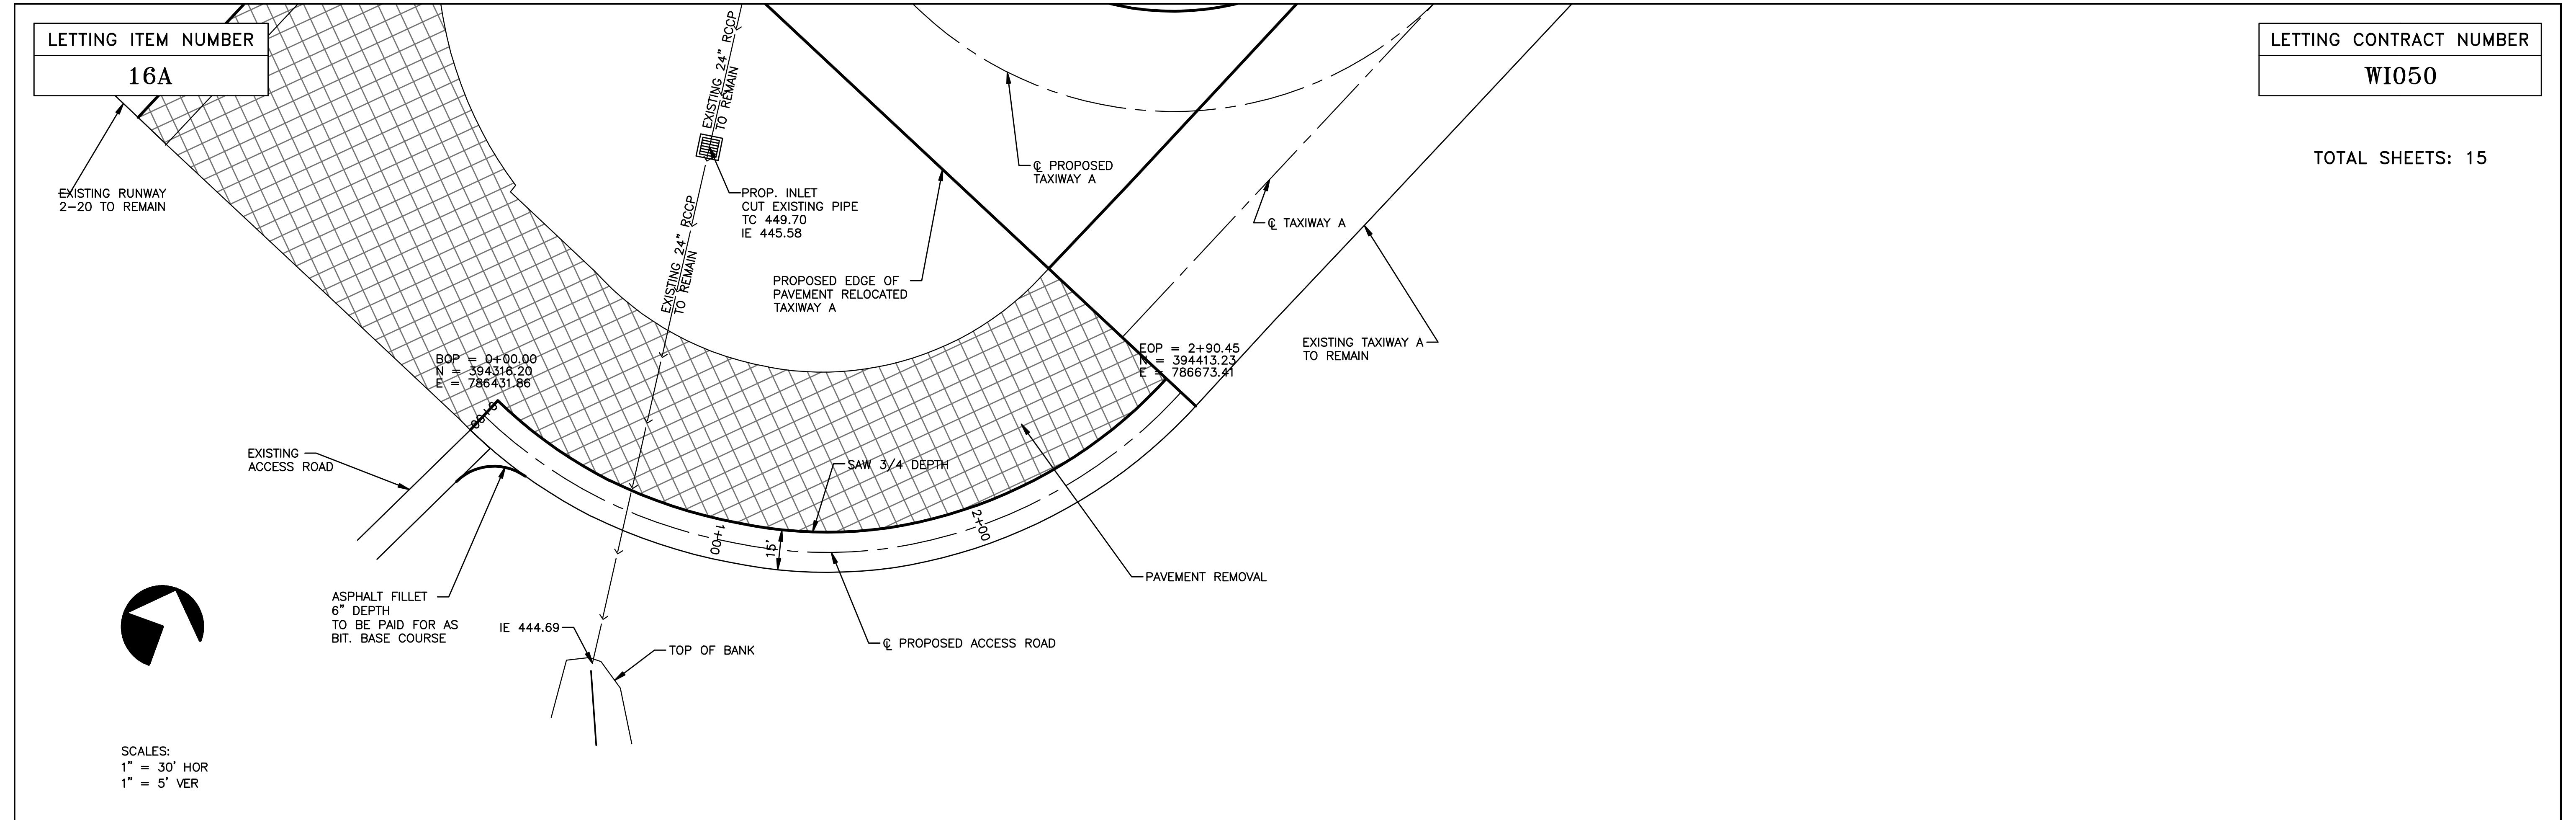 LETTING ITEM NUMBER
16A
LETTING CONTRACT NUMBER
WI050
TOTAL SHEETS: 15
EXISTING RUNWAY
2-20 TO REMAIN
EXISTING 24" RCCP
TO REMAIN
EXISTING 24" RCCP
TO REMAIN
PROP. INLET
CUT EXISTING PIPE
TC 449.70
IE 445.58
℄ PROPOSED
TAXIWAY A
℄ TAXIWAY A
PROPOSED EDGE OF
PAVEMENT RELOCATED
TAXIWAY A
EXISTING TAXIWAY A
TO REMAIN
BOP = 0+00.00
N = 394316.20
E = 786431.86
EOP = 2+90.45
N = 394413.23
E = 786673.41
0+00
EXISTING
ACCESS ROAD
SAW 3/4 DEPTH
1+00
15'
2+00
PAVEMENT REMOVAL
ASPHALT FILLET
6" DEPTH
TO BE PAID FOR AS
BIT. BASE COURSE
IE 444.69
TOP OF BANK
℄ PROPOSED ACCESS ROAD
SCALES:
1" = 30' HOR
1" = 5' VER